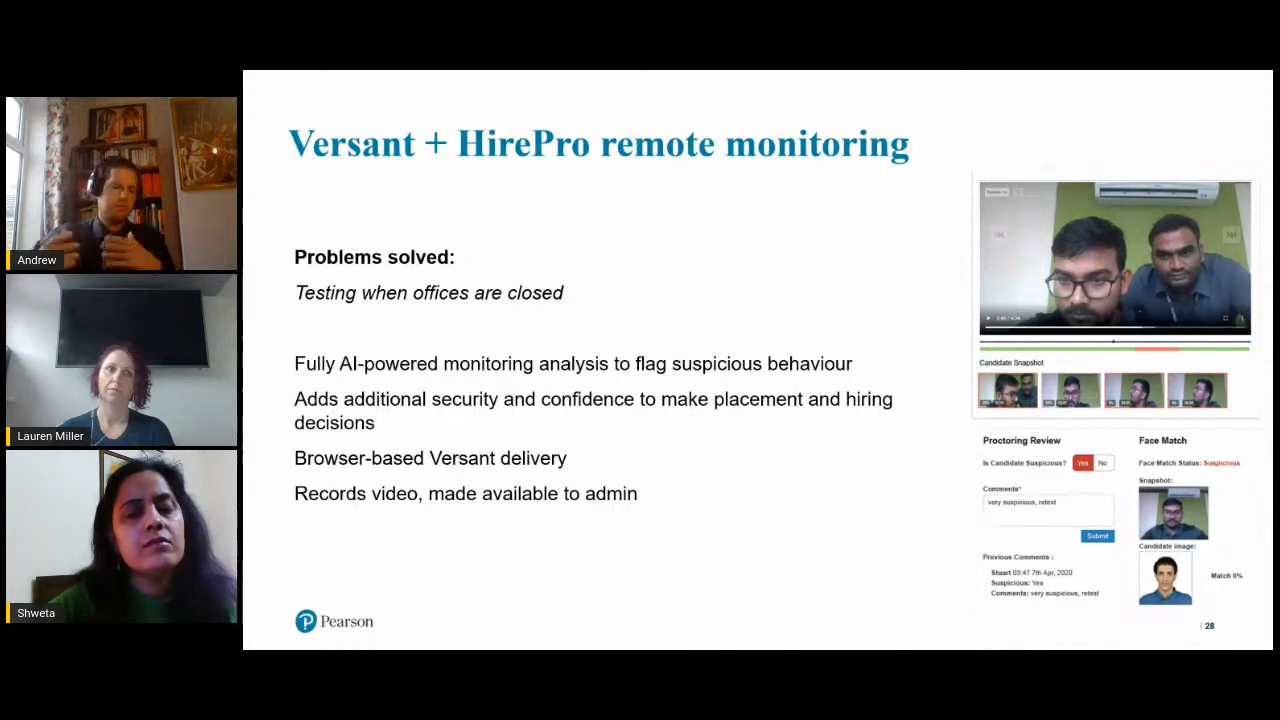 Andrew
Lauren Miller
Shweta
Versant + HirePro remote monitoring
Problems solved:
Testing when offices are closed
Fully AI-powered monitoring analysis to flag suspicious behaviour
Adds additional security and confidence to make placement and hiring
decisions
Browser-based Versant delivery
Records video, made available to admin
Pearson
Candidate Snapshot
Proctoring Review
Is Candidate Suspicious? Yes No
Comments*
very suspicious, retest
Submit
Previous Comments :
Stuart 03:47 7th Apr, 2020
Suspicious: Yes
Comments: very suspicious, retest
Face Match
Face Match Status: Suspicious
Snapshot:
Candidate image:
Match 0%
28